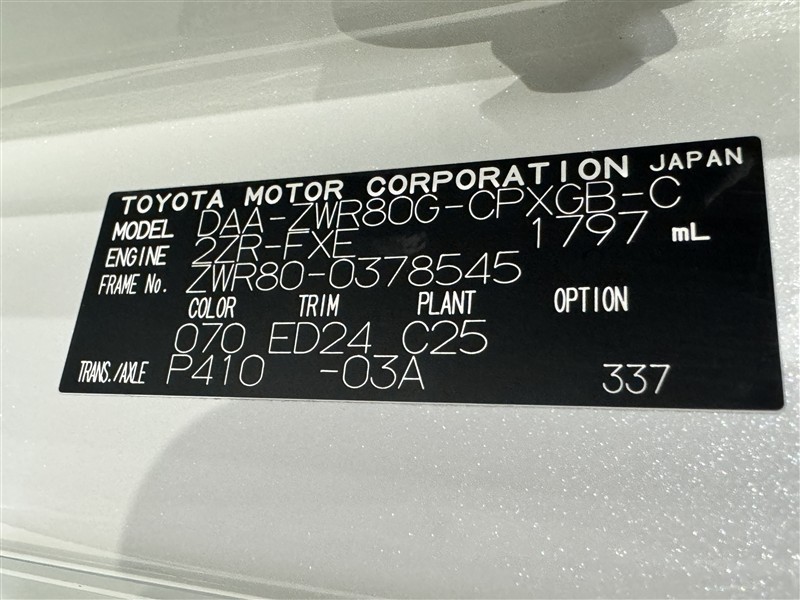 TOYOTA MOTOR CORPORATION JAPAN
MODEL DAA-ZWR80G-CPXGB-C
ENGINE 2ZR-FXE 1797 mL
FRAME No. ZWR80-0378545
COLOR TRIM PLANT OPTION
070 ED24 C25
TRANS./AXLE P410 -03A 337